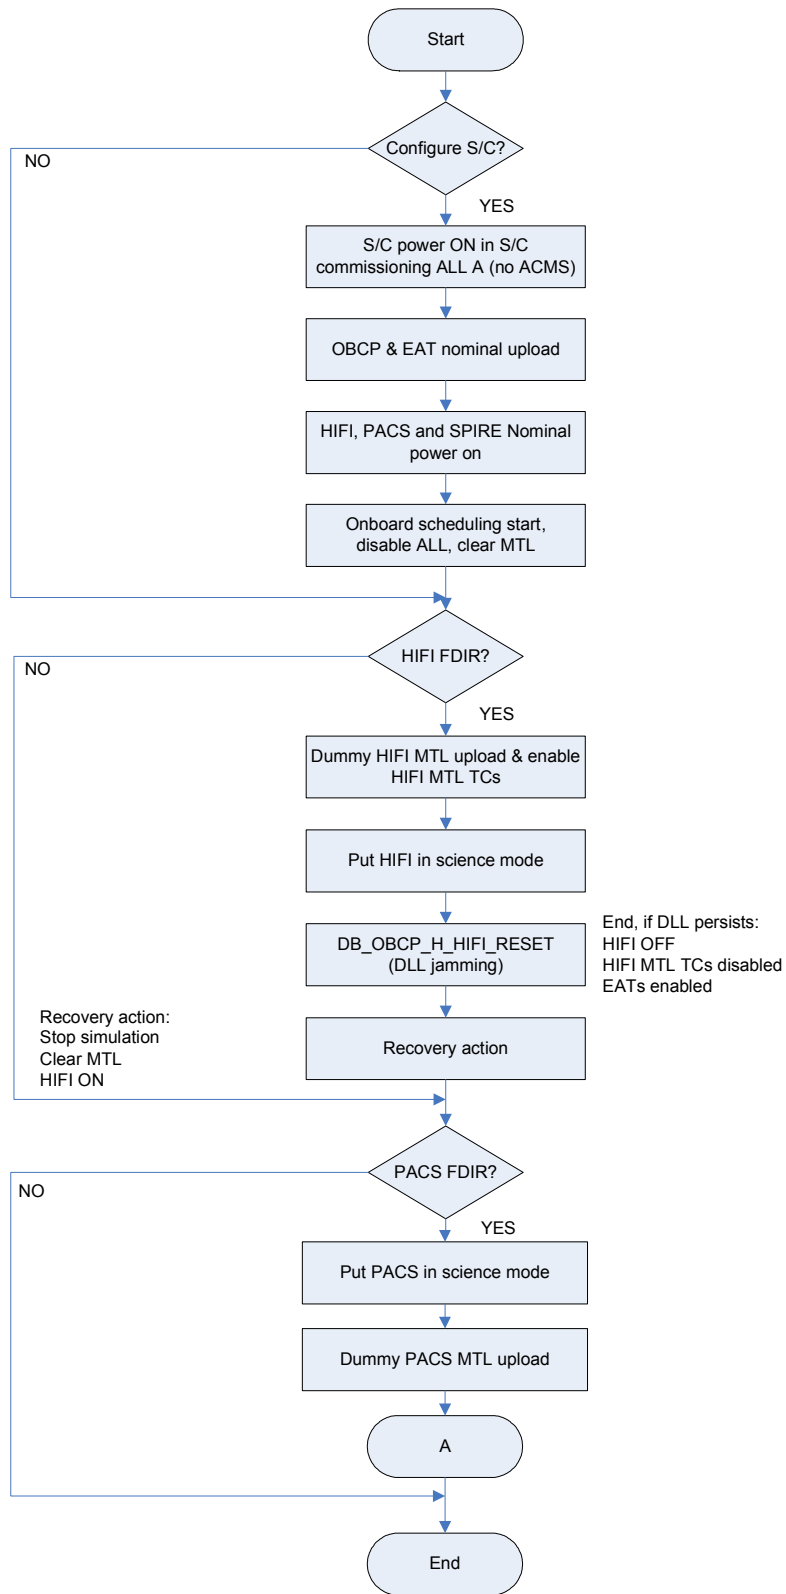 Start
Configure S/C?
NO
YES
S/C power ON in S/C
commissioning ALL A (no ACMS)
OBCP & EAT nominal upload
HIFI, PACS and SPIRE Nominal
power on
Onboard scheduling start,
disable ALL, clear MTL
HIFI FDIR?
NO
YES
Dummy HIFI MTL upload & enable
HIFI MTL TCs
Put HIFI in science mode
DB_OBCP_H_HIFI_RESET
(DLL jamming)
End, if DLL persists:
HIFI OFF
HIFI MTL TCs disabled
EATs enabled
Recovery action:
Stop simulation
Clear MTL
HIFI ON
Recovery action
PACS FDIR?
NO
YES
Put PACS in science mode
Dummy PACS MTL upload
A
End